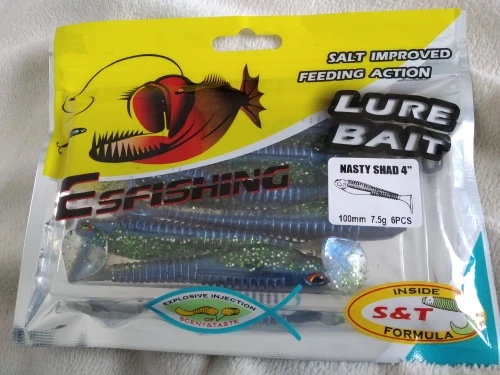 SALT IMPROVED
FEEDING ACTION
LURE
BAIT
ESFISHING
NASTY SHAD 4"
100mm 7.5g 6PCS
EXPLOSIVE INJECTION
OF
SCENT&TASTE
INSIDE
S&T
FORMULA